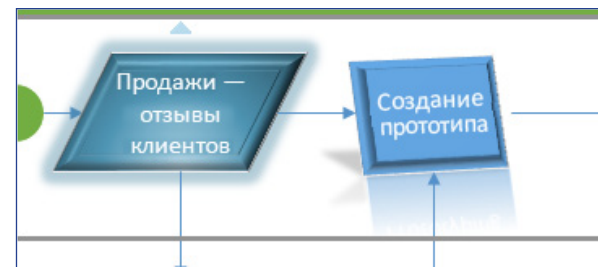 Продажи —
отзывы
клиентов
Создание
прототипа